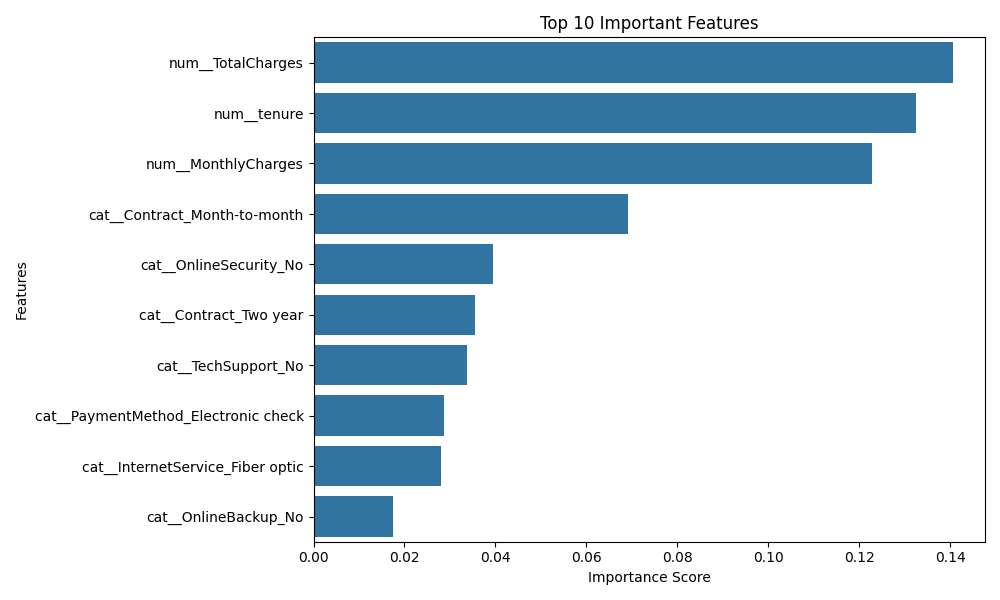 Top 10 Important Features
num__TotalCharges
num__tenure
num__MonthlyCharges
cat__Contract_Month-to-month
cat__OnlineSecurity_No
cat__Contract_Two year
cat__TechSupport_No
cat__PaymentMethod_Electronic check
cat__InternetService_Fiber optic
cat__OnlineBackup_No
Features
0.00 0.02 0.04 0.06 0.08 0.10 0.12 0.14
Importance Score